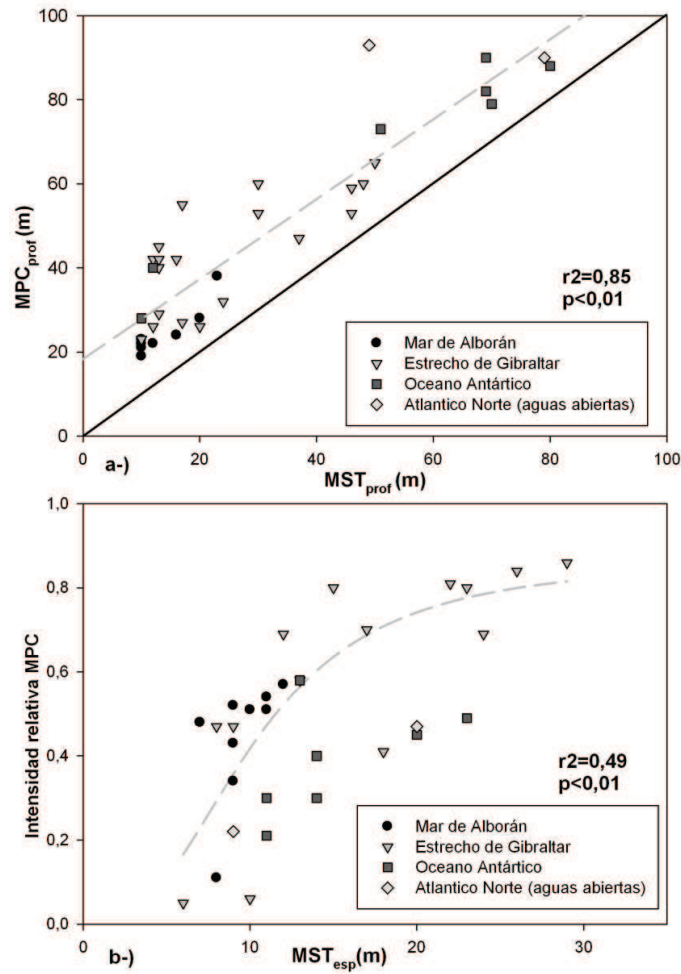 100
80
60
40
20
0
MPCprof (m)
r2=0,85
p<0,01
Mar de Alborán
Estrecho de Gibraltar
Oceano Antártico
Atlantico Norte (aguas abiertas)
0 20 40 60 80 100
a-)
MSTprof (m)
1,0
0,8
0,6
0,4
0,2
0,0
Intensidad relativa MPC
r2=0,49
p<0,01
Mar de Alborán
Estrecho de Gibraltar
Oceano Antártico
Atlantico Norte (aguas abiertas)
b-)
0 10 20 30
MSTesp(m)